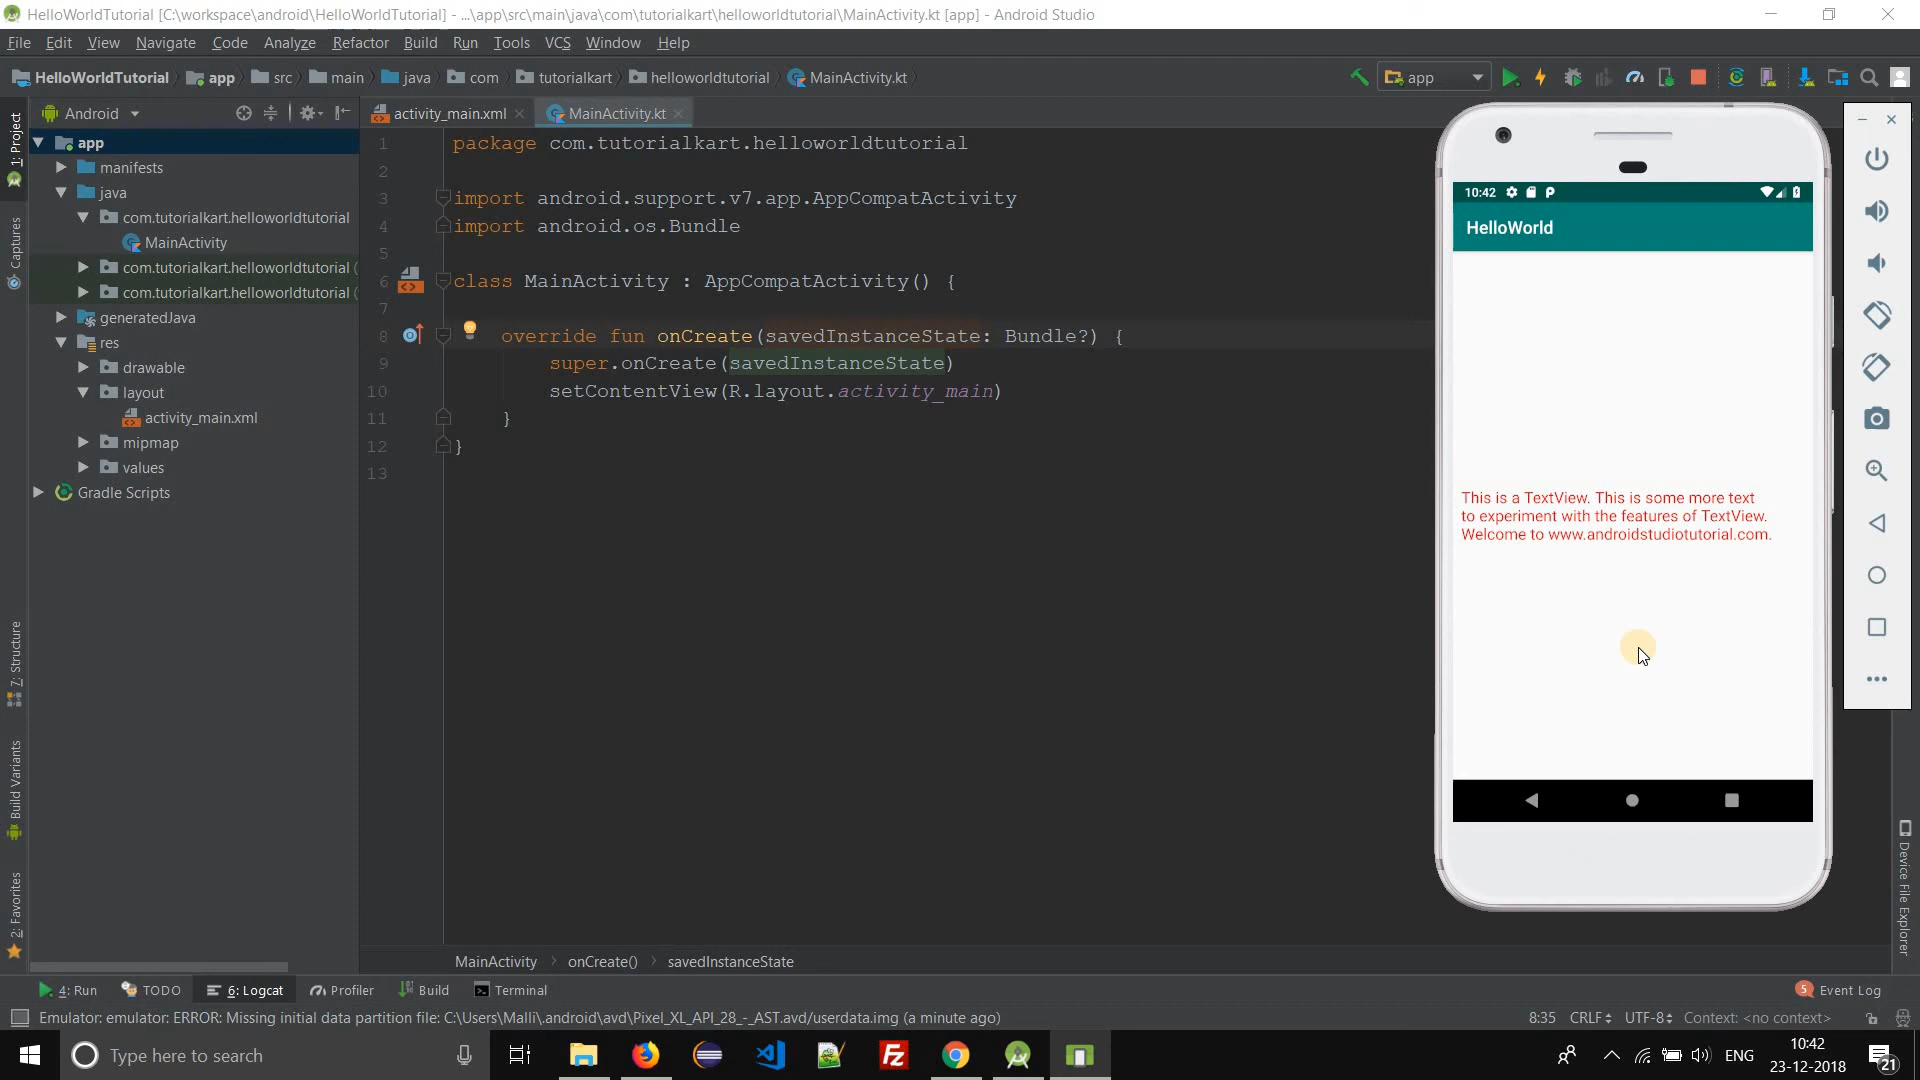 HelloWorldTutorial [C:\workspace\android\HelloWorldTutorial] - ...\app\src\main\java\com\tutorialkart\helloworldtutorial\MainActivity.kt [app] - Android Studio
File Edit View Navigate Code Analyze Refactor Build Run Tools VCS Window Help
HelloWorldTutorial app src main java com tutorialkart helloworldtutorial MainActivity.kt
app
Android
activity_main.xml MainActivity.kt
1: Project
Captures
7: Structure
Build Variants
2: Favorites
app
manifests
java
com.tutorialkart.helloworldtutorial
MainActivity
com.tutorialkart.helloworldtutorial (
com.tutorialkart.helloworldtutorial (
generatedJava
res
drawable
layout
activity_main.xml
mipmap
values
Gradle Scripts
1 package com.tutorialkart.helloworldtutorial
2
3 import android.support.v7.app.AppCompatActivity
4 import android.os.Bundle
5
6 class MainActivity : AppCompatActivity() {
7
8 override fun onCreate(savedInstanceState: Bundle?) {
9 super.onCreate(savedInstanceState)
10 setContentView(R.layout.activity_main)
11 }
12 }
13
10:42
HelloWorld
This is a TextView. This is some more text
to experiment with the features of TextView.
Welcome to www.androidstudiotutorial.com.
Device File Explorer
MainActivity onCreate() savedInstanceState
4: Run TODO 6: Logcat Profiler Build Terminal 5 Event Log
Emulator: emulator: ERROR: Missing initial data partition file: C:\Users\Malli\.android\avd\Pixel_XL_API_28_-_AST.avd/userdata.img (a minute ago) 8:35 CRLF UTF-8 Context: <no context>
Type here to search
ENG
10:42
23-12-2018
21